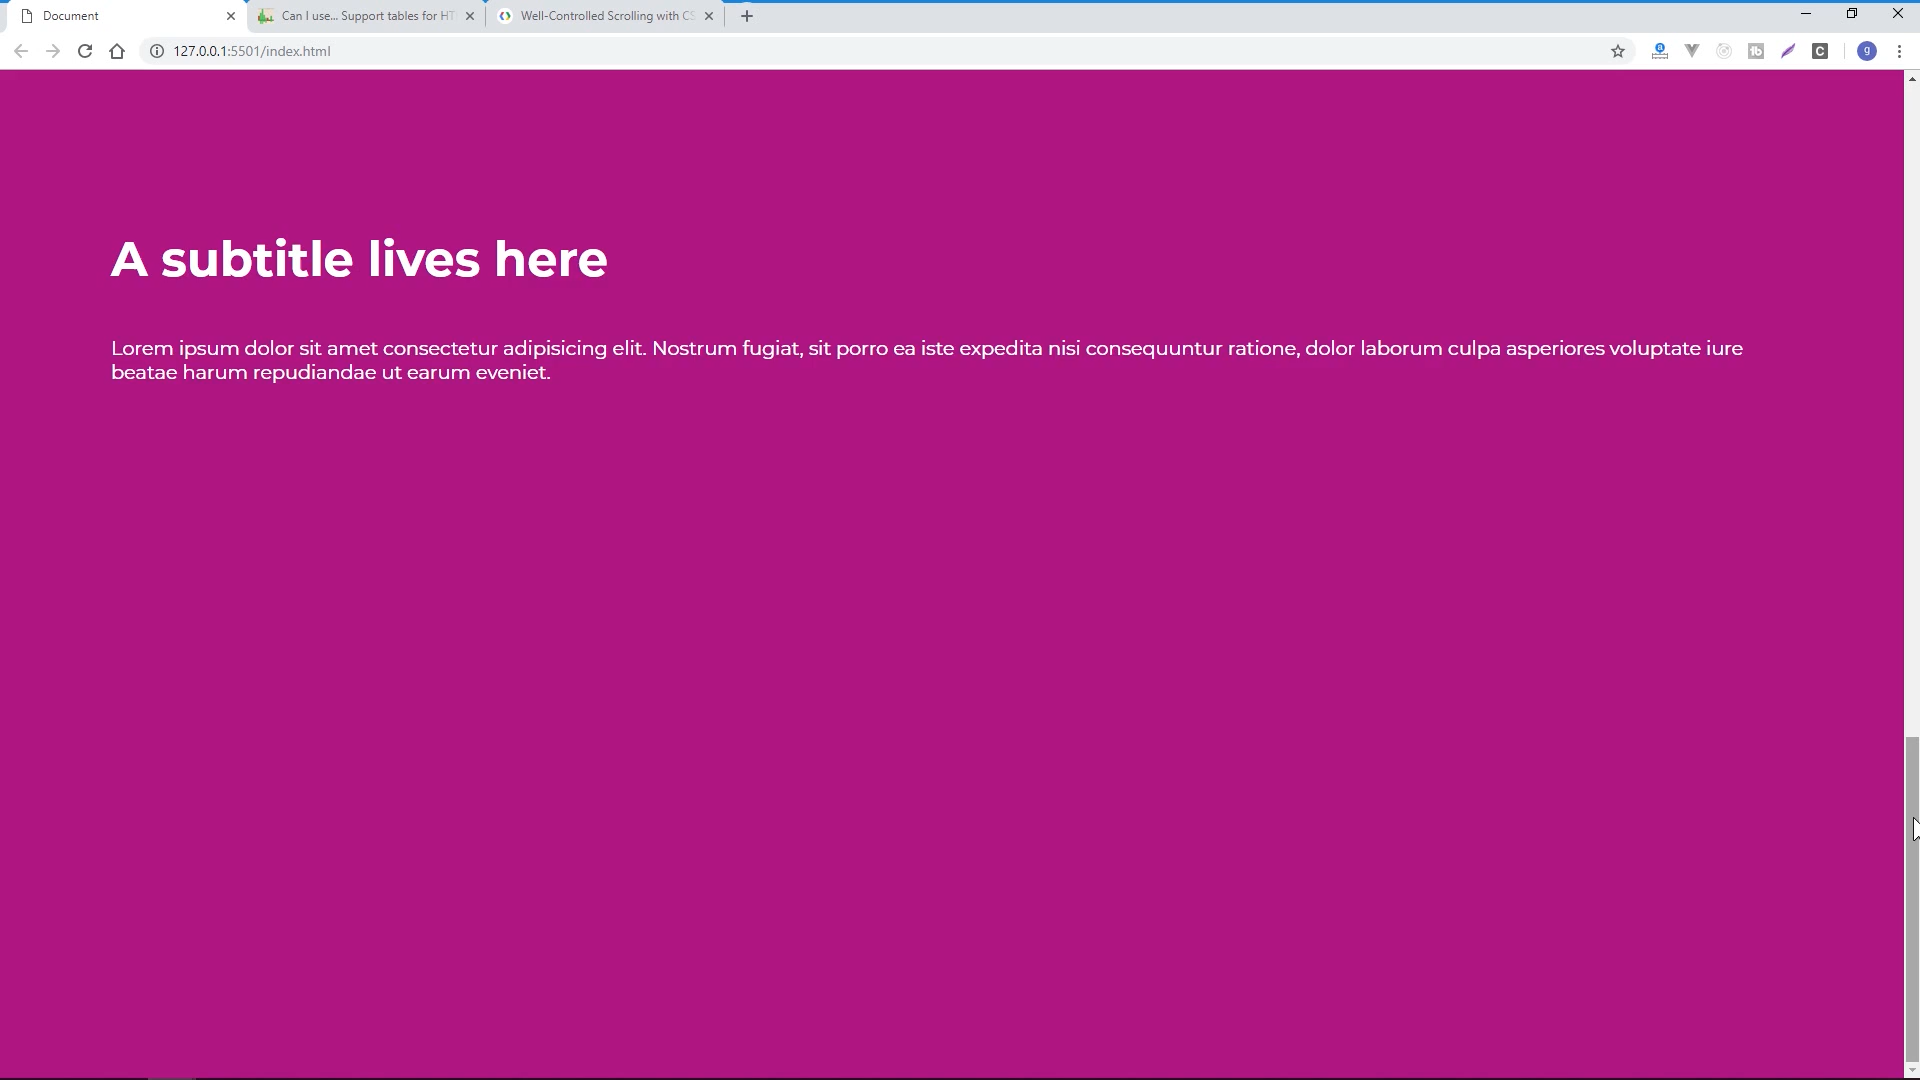 Document
Can I use... Support tables for HT
Well-Controlled Scrolling with CS
127.0.0.1:5501/index.html
a
tb
C
g
A subtitle lives here
Lorem ipsum dolor sit amet consectetur adipisicing elit. Nostrum fugiat, sit porro ea iste expedita nisi consequuntur ratione, dolor laborum culpa asperiores voluptate iure
beatae harum repudiandae ut earum eveniet.